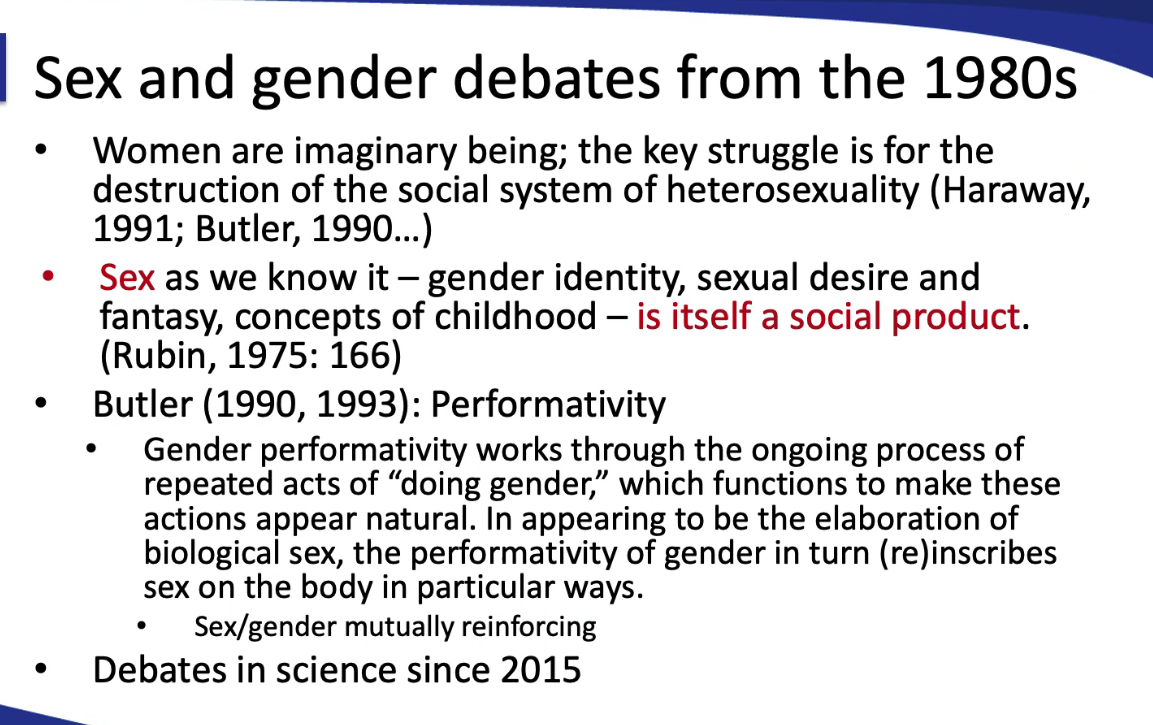 Sex and gender debates from the 1980s
• Women are imaginary being; the key struggle is for the
destruction of the social system of heterosexuality (Haraway,
1991; Butler, 1990...)
• Sex as we know it – gender identity, sexual desire and
fantasy, concepts of childhood – is itself a social product.
(Rubin, 1975: 166)
• Butler (1990, 1993): Performativity
• Gender performativity works through the ongoing process of
repeated acts of “doing gender,” which functions to make these
actions appear natural. In appearing to be the elaboration of
biological sex, the performativity of gender in turn (re)inscribes
sex on the body in particular ways.
• Sex/gender mutually reinforcing
• Debates in science since 2015